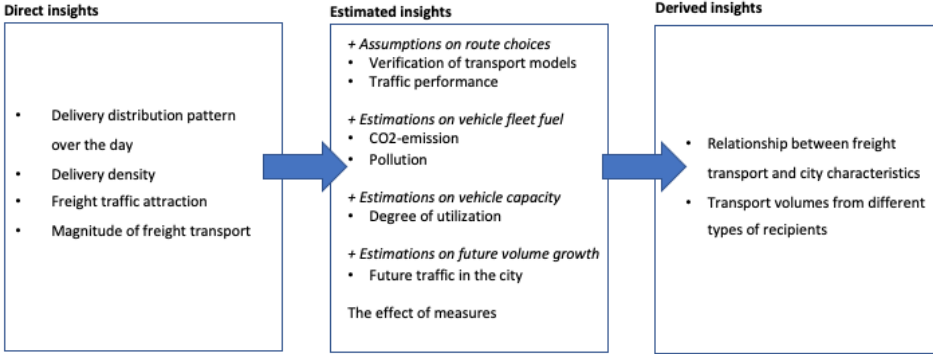 Direct insights
• Delivery distribution pattern
over the day
• Delivery density
• Freight traffic attraction
• Magnitude of freight transport
Estimated insights
+ Assumptions on route choices
• Verification of transport models
• Traffic performance
+ Estimations on vehicle fleet fuel
• CO2-emission
• Pollution
+ Estimations on vehicle capacity
• Degree of utilization
+ Estimations on future volume growth
• Future traffic in the city
The effect of measures
Derived insights
• Relationship between freight
transport and city characteristics
• Transport volumes from different
types of recipients